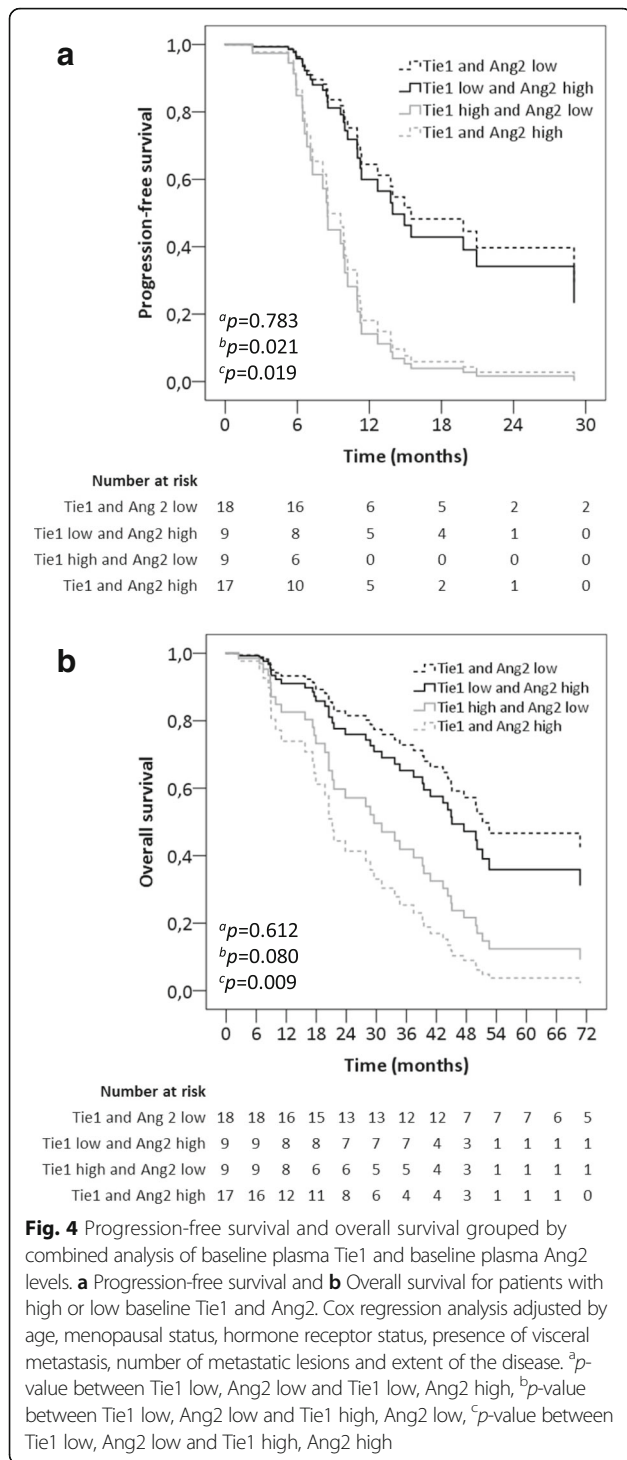 a
1,0
0,8
0,6
0,4
0,2
0,0
Progression-free survival
Tie1 and Ang2 low
Tie1 low and Ang2 high
Tie1 high and Ang2 low
Tie1 and Ang2 high
ap=0.783
bp=0.021
cp=0.019
0 6 12 18 24 30
Time (months)
Number at risk
Tie1 and Ang 2 low 18 16 6 5 2 2
Tie1 low and Ang2 high 9 8 5 4 1 0
Tie1 high and Ang2 low 9 6 0 0 0 0
Tie1 and Ang2 high 17 10 5 2 1 0
b
1,0
0,8
0,6
0,4
0,2
0,0
Overall survival
Tie1 and Ang2 low
Tie1 low and Ang2 high
Tie1 high and Ang2 low
Tie1 and Ang2 high
ap=0.612
bp=0.080
cp=0.009
0 6 12 18 24 30 36 42 48 54 60 66 72
Time (months)
Number at risk
Tie1 and Ang 2 low 18 18 16 15 13 13 12 12 7 7 7 6 5
Tie1 low and Ang2 high 9 9 8 8 7 7 7 4 3 1 1 1 1
Tie1 high and Ang2 low 9 9 8 6 6 5 5 4 3 1 1 1 1
Tie1 and Ang2 high 17 16 12 11 8 6 4 4 3 1 1 1 0
Fig. 4 Progression-free survival and overall survival grouped by
combined analysis of baseline plasma Tie1 and baseline plasma Ang2
levels. a Progression-free survival and b Overall survival for patients with
high or low baseline Tie1 and Ang2. Cox regression analysis adjusted by
age, menopausal status, hormone receptor status, presence of visceral
metastasis, number of metastatic lesions and extent of the disease. ap-
value between Tie1 low, Ang2 low and Tie1 low, Ang2 high, bp-value
between Tie1 low, Ang2 low and Tie1 high, Ang2 low, cp-value between
Tie1 low, Ang2 low and Tie1 high, Ang2 high